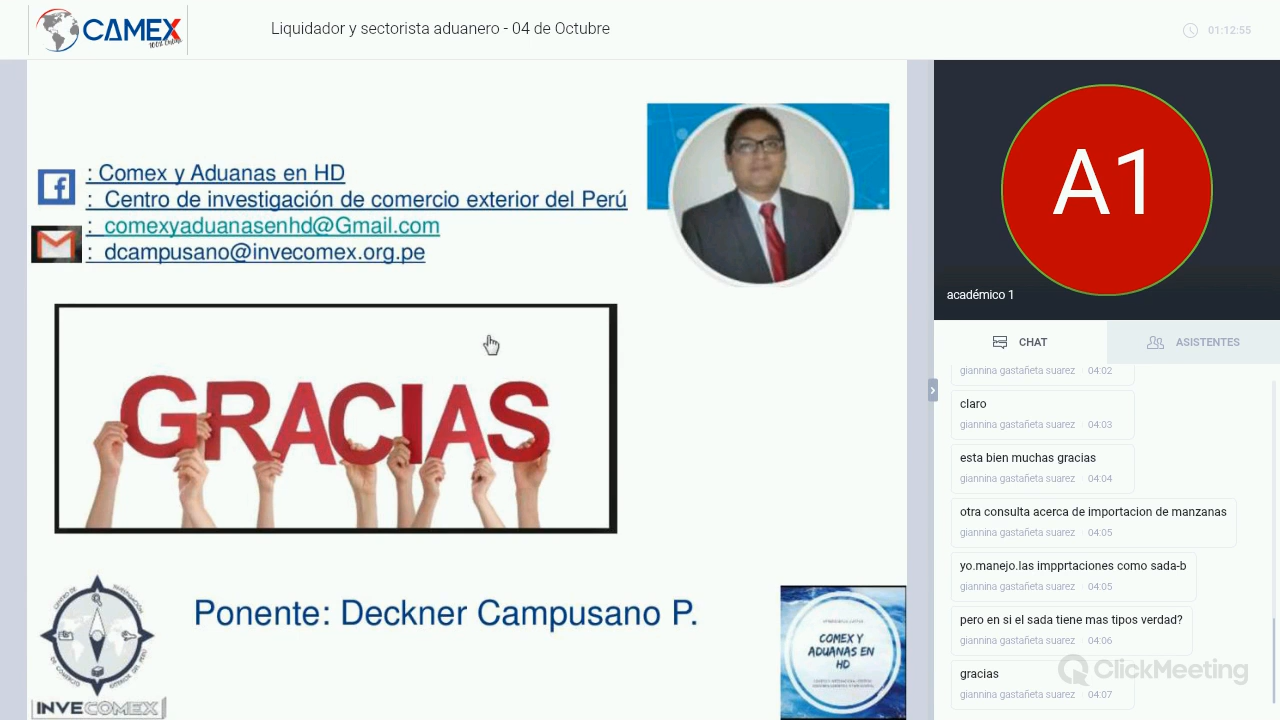 CAMEX
100% Online
Liquidador y sectorista aduanero - 04 de Octubre
01:12:55
: Comex y Aduanas en HD
: Centro de investigación de comercio exterior del Perú
: comexyaduanasenhd@Gmail.com
: dcampusano@invecomex.org.pe
GRACIAS
Ponente: Deckner Campusano P.
INVECOMEX
COMEX Y
ADUANAS EN
HD
A1
académico 1
CHAT
ASISTENTES
giannina gastañeta suarez 04:02
claro
giannina gastañeta suarez 04:03
esta bien muchas gracias
giannina gastañeta suarez 04:04
otra consulta acerca de importacion de manzanas
giannina gastañeta suarez 04:05
yo.manejo.las impprtaciones como sada-b
giannina gastañeta suarez 04:05
pero en si el sada tiene mas tipos verdad?
giannina gastañeta suarez 04:06
gracias
giannina gastañeta suarez 04:07
ClickMeeting